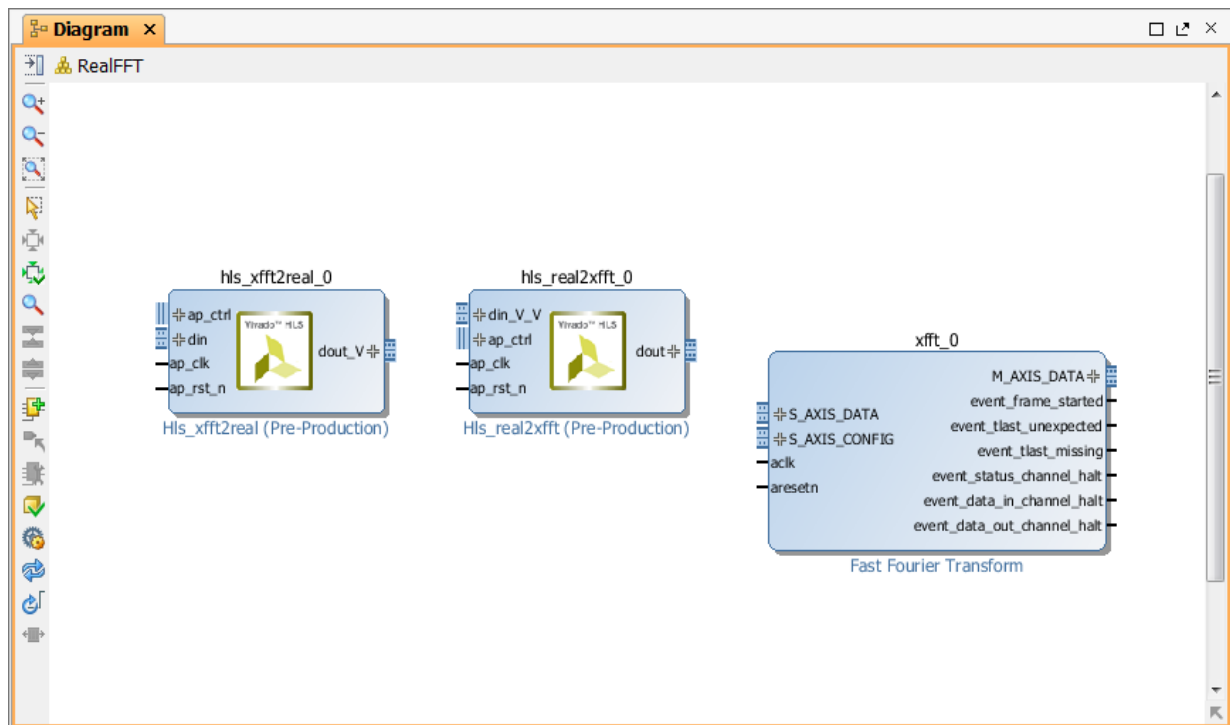 Diagram
RealFFT
hls_xfft2real_0
ap_ctrl
din
ap_clk
ap_rst_n
dout_V
Vivado™ HLS
Hls_xfft2real (Pre-Production)
hls_real2xfft_0
din_V_V
ap_ctrl
ap_clk
ap_rst_n
dout
Vivado™ HLS
Hls_real2xfft (Pre-Production)
xfft_0
S_AXIS_DATA
S_AXIS_CONFIG
aclk
aresetn
M_AXIS_DATA
event_frame_started
event_tlast_unexpected
event_tlast_missing
event_status_channel_halt
event_data_in_channel_halt
event_data_out_channel_halt
Fast Fourier Transform